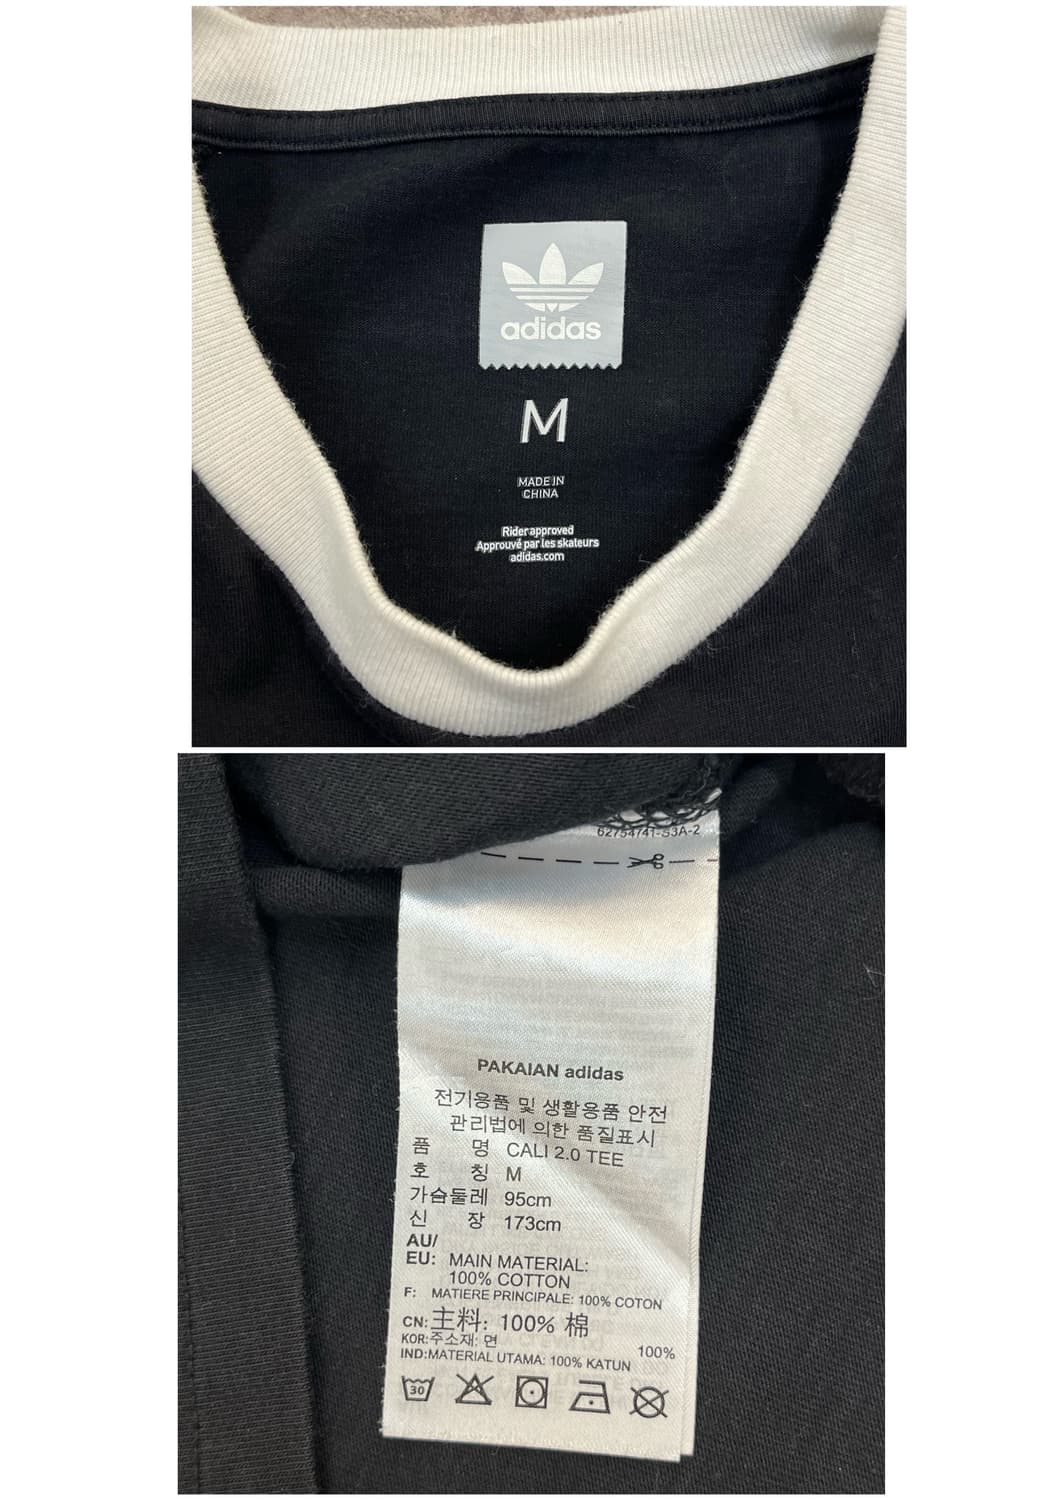 adidas
M
MADE IN
CHINA
Rider approved
Approuvé par les skateurs
adidas.com
62754741-S3A-2
PAKAIAN adidas
전기용품 및 생활용품 안전
관리법에 의한 품질표시
품 명 CALI 2.0 TEE
호 칭 M
가슴둘레 95cm
신 장 173cm
AU/
EU: MAIN MATERIAL:
100% COTTON
F: MATIERE PRINCIPALE: 100% COTON
CN: 主料: 100% 棉
KOR:주소재: 면 100%
IND:MATERIAL UTAMA: 100% KATUN
30